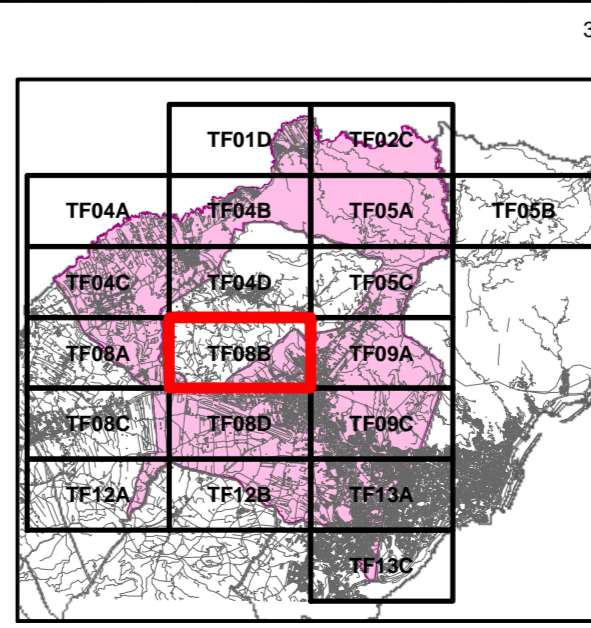 3
TF01D TF02C
TF04A TF04B TF05A TF05B
TF04C TF04D TF05C
TF08A TF08B TF09A
TF08C TF08D TF09C
TF12A TF12B TF13A
TF13C